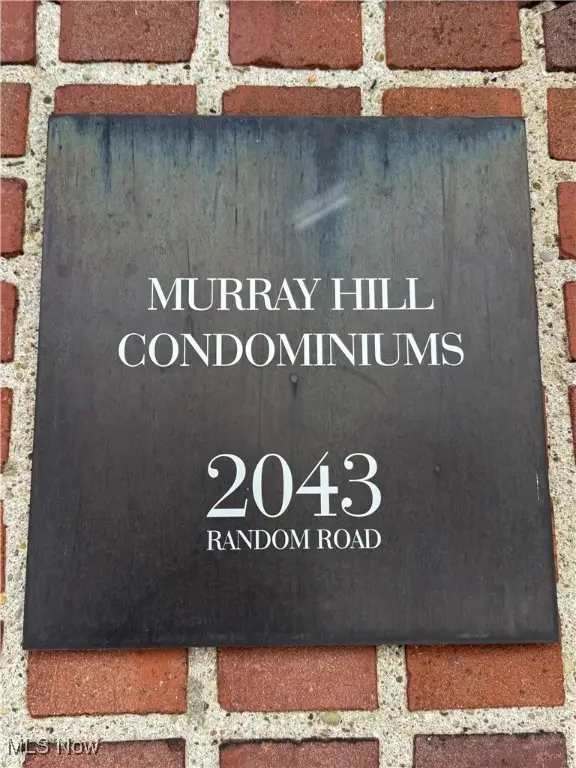 MURRAY HILL
CONDOMINIUMS
2043
RANDOM ROAD
MLS Now